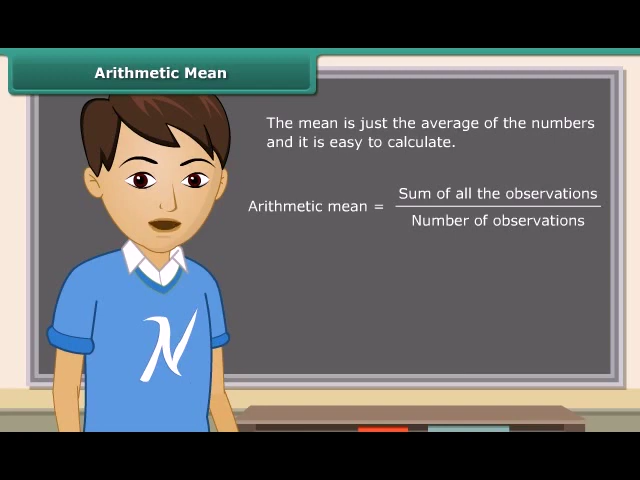 Arithmetic Mean
The mean is just the average of the numbers
and it is easy to calculate.
Arithmetic mean = Sum of all the observations
Number of observations
N